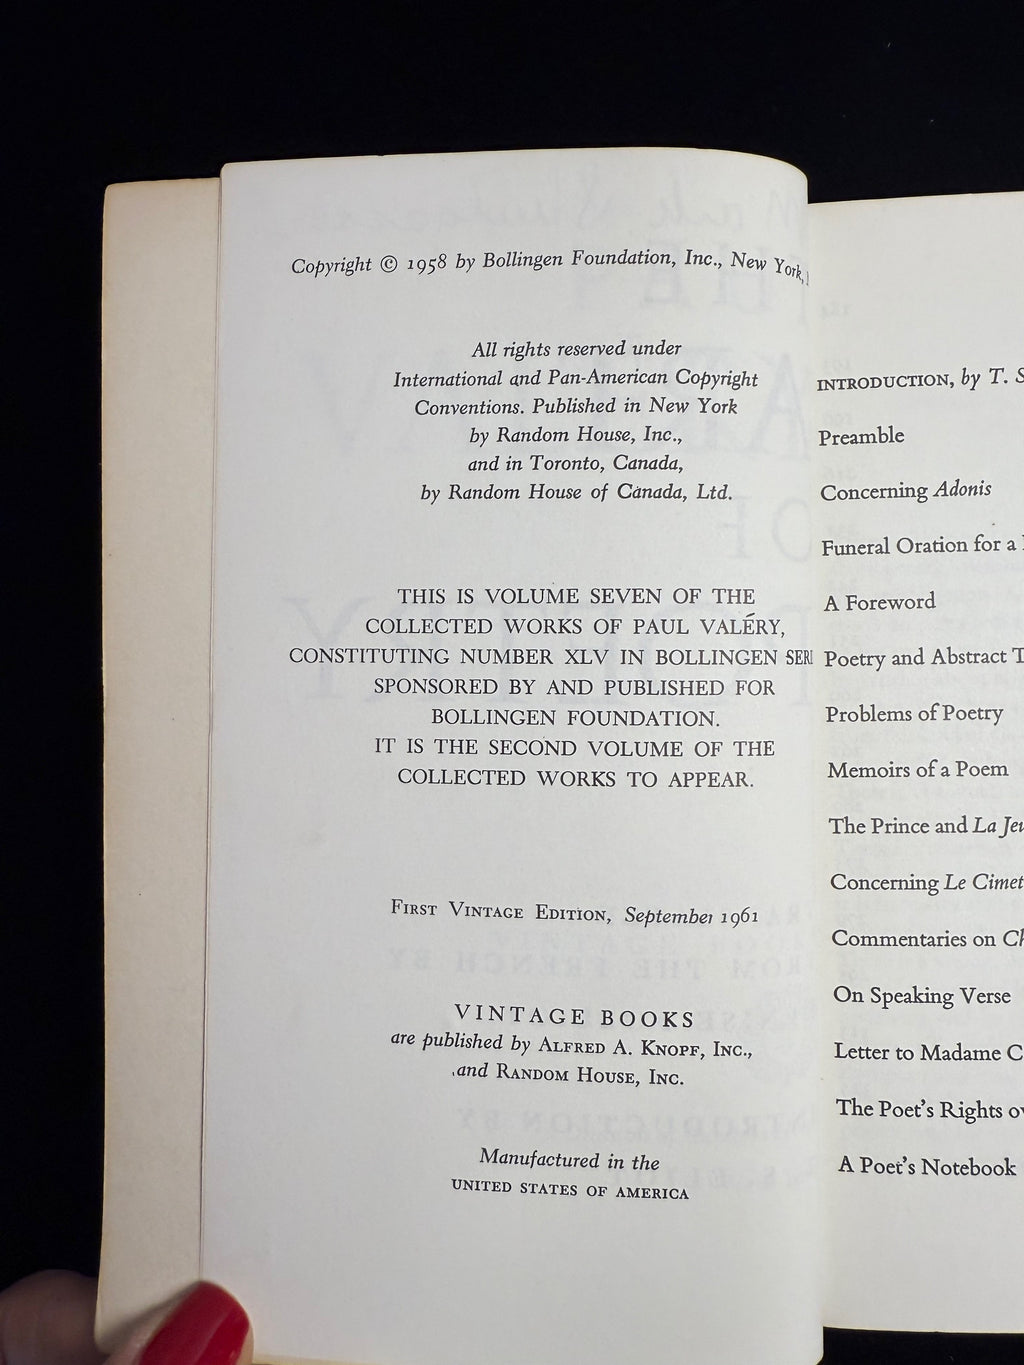 Copyright © 1958 by Bollingen Foundation, Inc., New York,
All rights reserved under
International and Pan-American Copyright
Conventions. Published in New York
by Random House, Inc.,
and in Toronto, Canada,
by Random House of Canada, Ltd.
THIS IS VOLUME SEVEN OF THE
COLLECTED WORKS OF PAUL VALÉRY,
CONSTITUTING NUMBER XLV IN BOLLINGEN SERI
SPONSORED BY AND PUBLISHED FOR
BOLLINGEN FOUNDATION.
IT IS THE SECOND VOLUME OF THE
COLLECTED WORKS TO APPEAR.
FIRST VINTAGE EDITION, September 1961
VINTAGE BOOKS
are published by ALFRED A. KNOPF, INC.,
and RANDOM HOUSE, INC.
Manufactured in the
UNITED STATES OF AMERICA
INTRODUCTION, by T. S
Preamble
Concerning Adonis
Funeral Oration for a
A Foreword
Poetry and Abstract T
Problems of Poetry
Memoirs of a Poem
The Prince and La Jeu
Concerning Le Cimet
Commentaries on Ch
On Speaking Verse
Letter to Madame C
The Poet's Rights ov
A Poet's Notebook